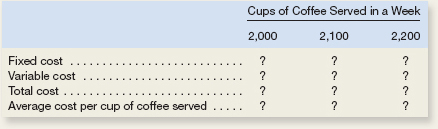 Cups of Coffee Served in a Week
2,000 2,100 2,200
Fixed cost ........................... ? ? ?
Variable cost ........................ ? ? ?
Total cost ........................... ? ? ?
Average cost per cup of coffee served ..... ? ? ?